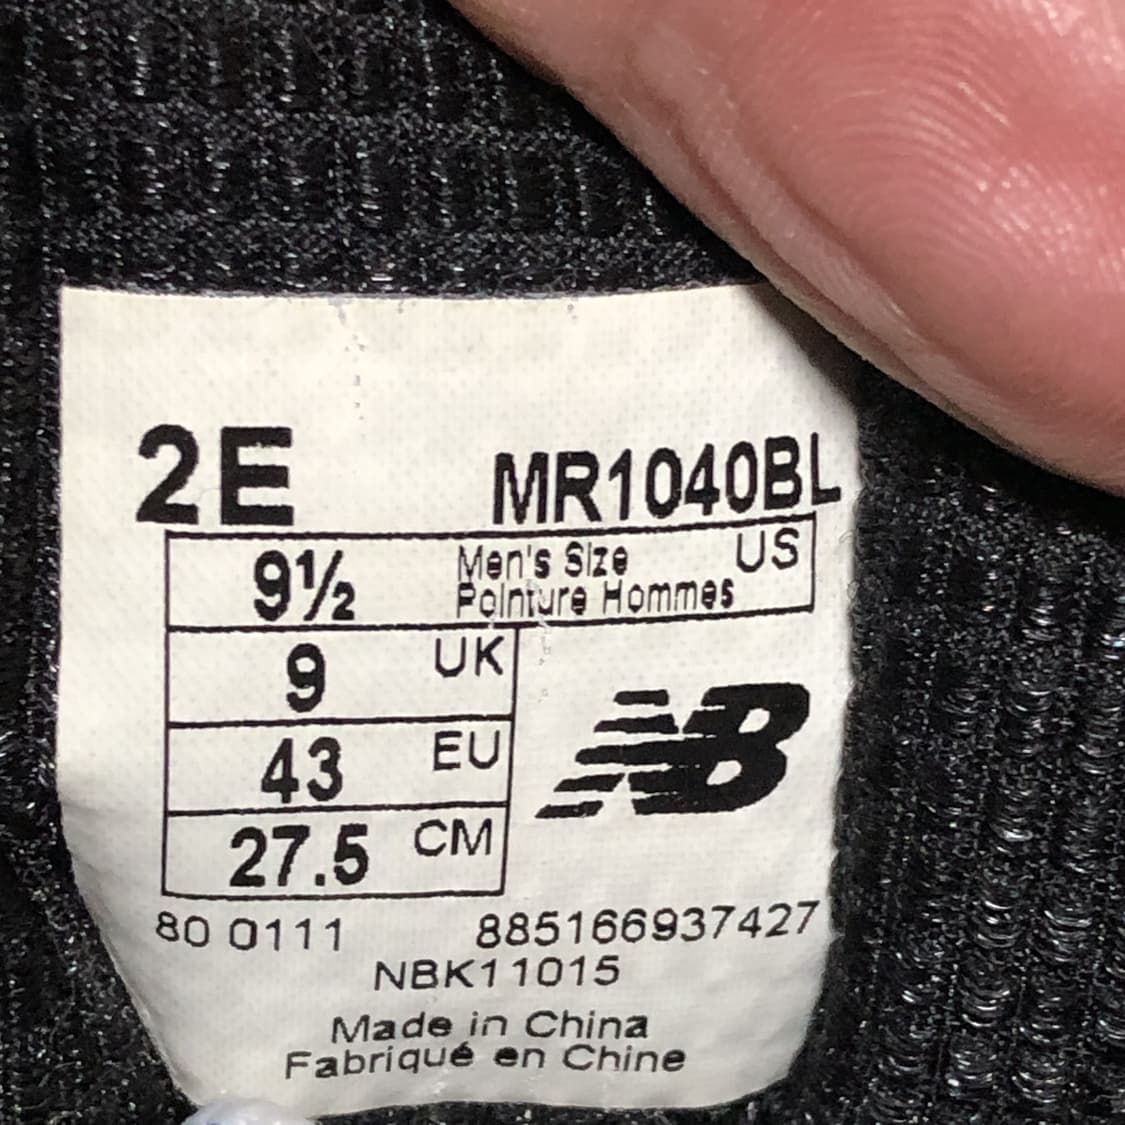 2E MR1040BL
9½ Men's Size US
Pointure Hommes
9 UK
43 EU
NB
27.5 CM
80 0111 885166937427
NBK11015
Made in China
Fabriqué en Chine